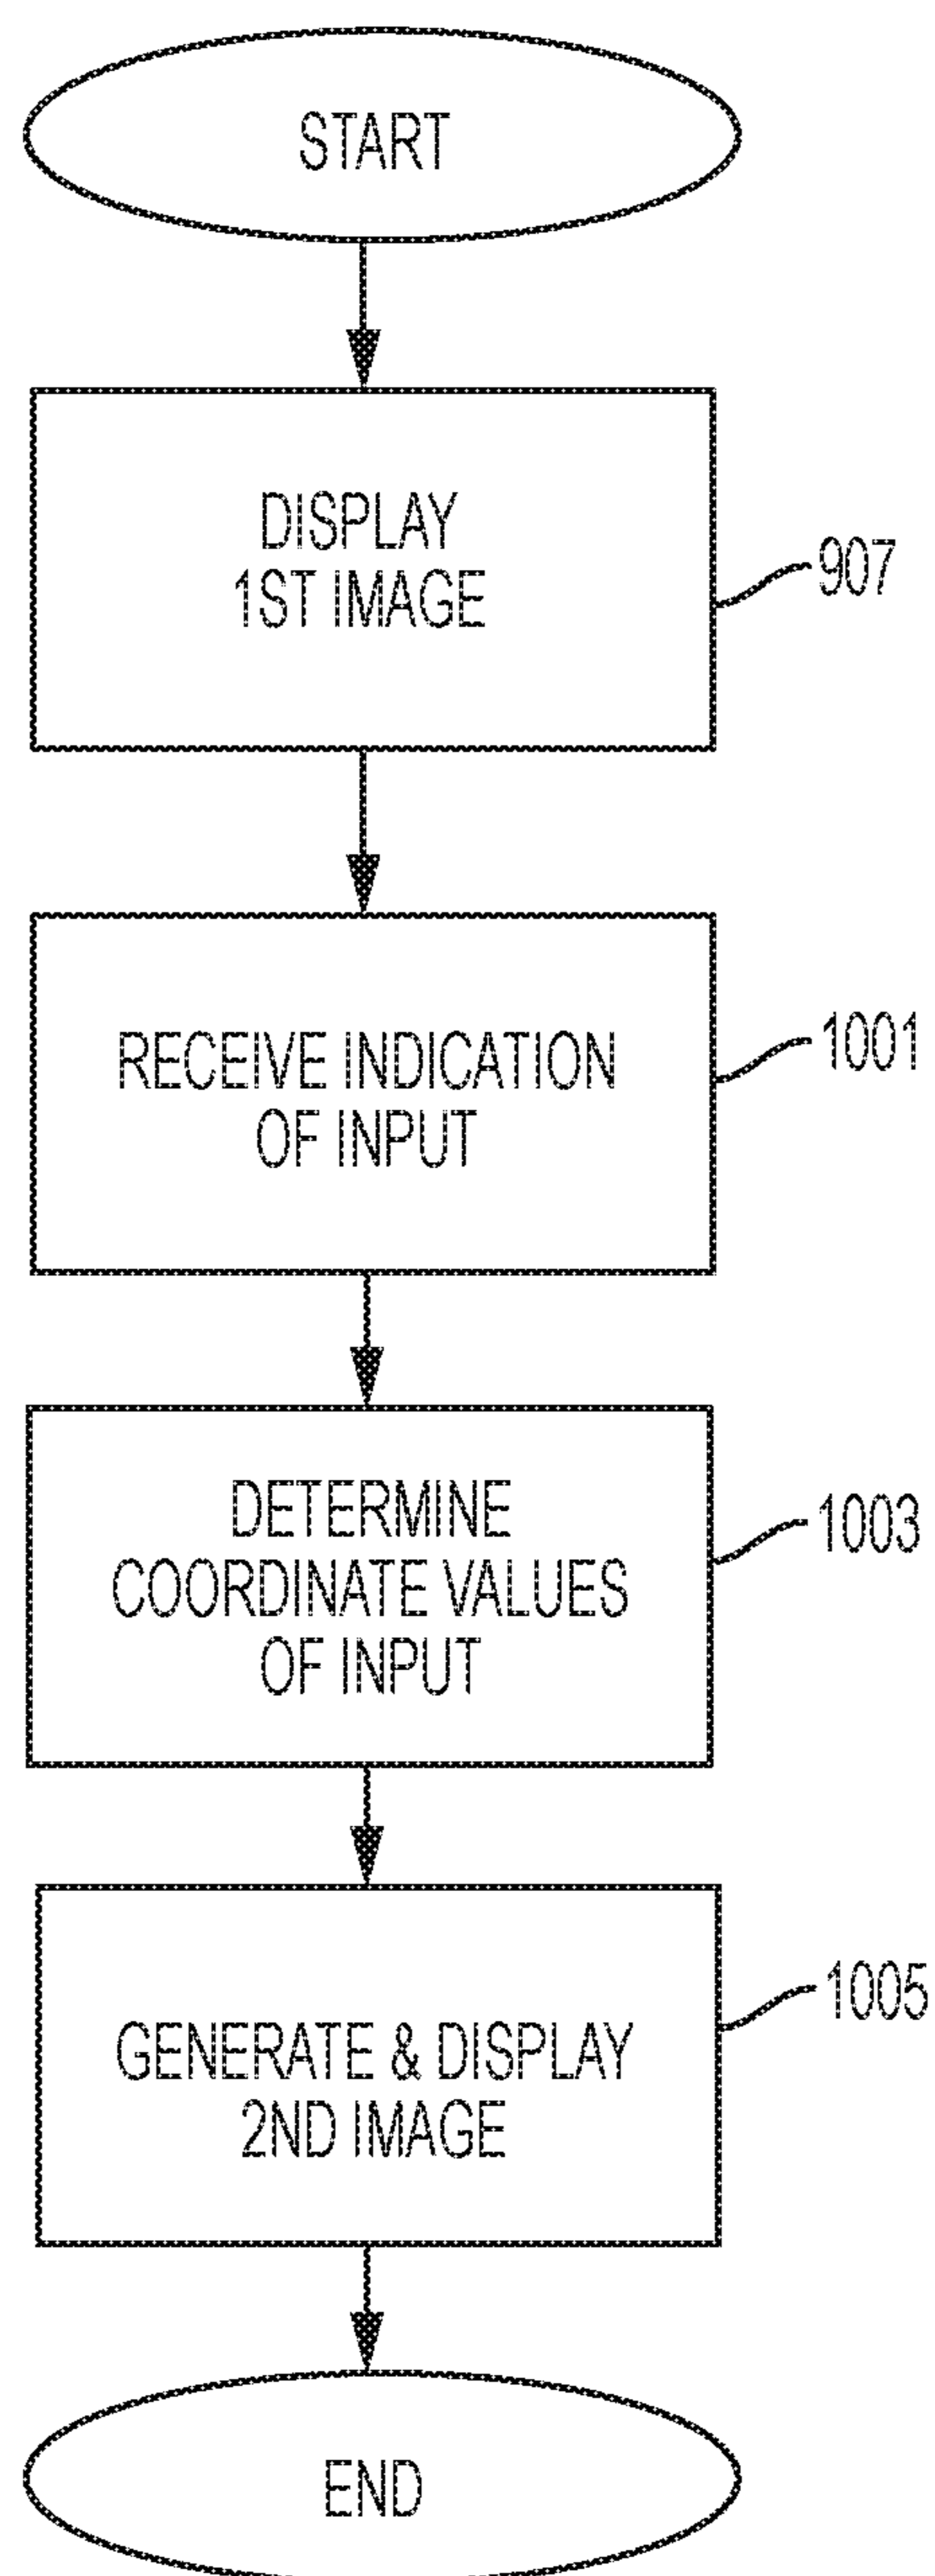 START
DISPLAY
1ST IMAGE
907
RECEIVE INDICATION
OF INPUT
1001
DETERMINE
COORDINATE VALUES
OF INPUT
1003
GENERATE & DISPLAY
2ND IMAGE
1005
END